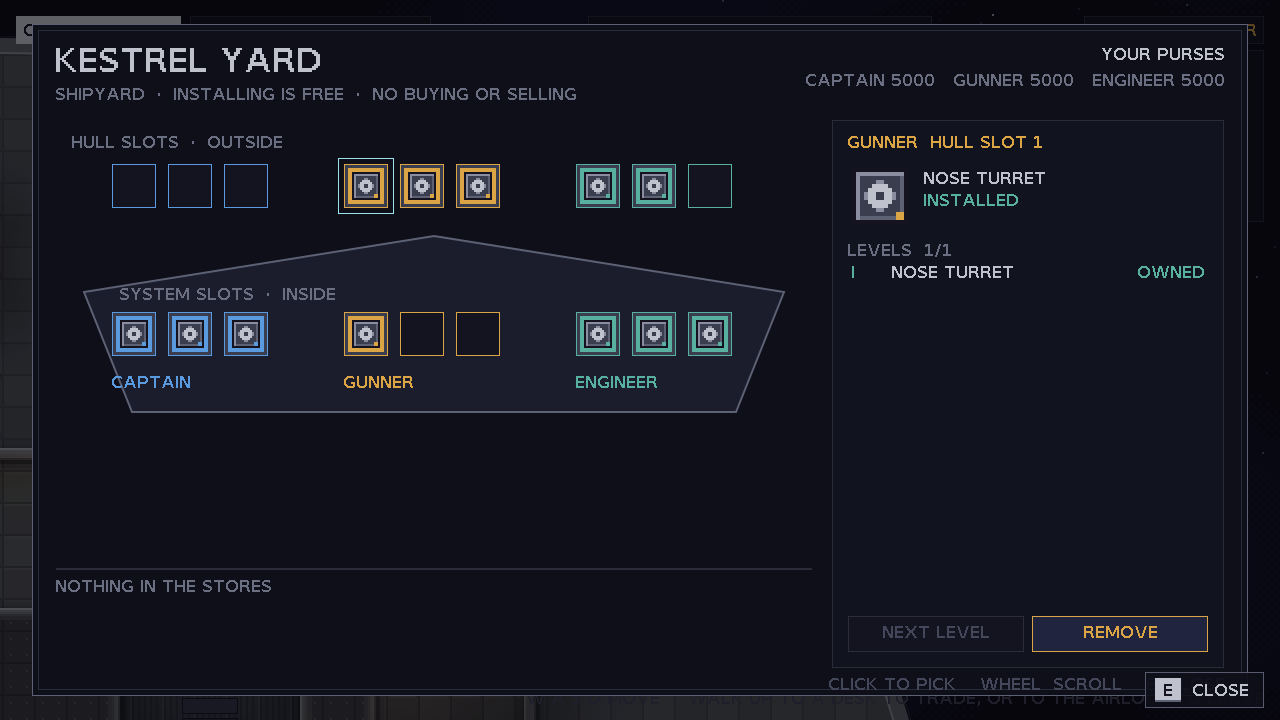 KESTREL YARD
SHIPYARD · INSTALLING IS FREE · NO BUYING OR SELLING
YOUR PURSES
CAPTAIN 5000 GUNNER 5000 ENGINEER 5000
HULL SLOTS · OUTSIDE
SYSTEM SLOTS · INSIDE
CAPTAIN
GUNNER
ENGINEER
NOTHING IN THE STORES
GUNNER HULL SLOT 1
NOSE TURRET
INSTALLED
LEVELS 1/1
I NOSE TURRET OWNED
NEXT LEVEL
REMOVE
CLICK TO PICK WHEEL SCROLL
E CLOSE